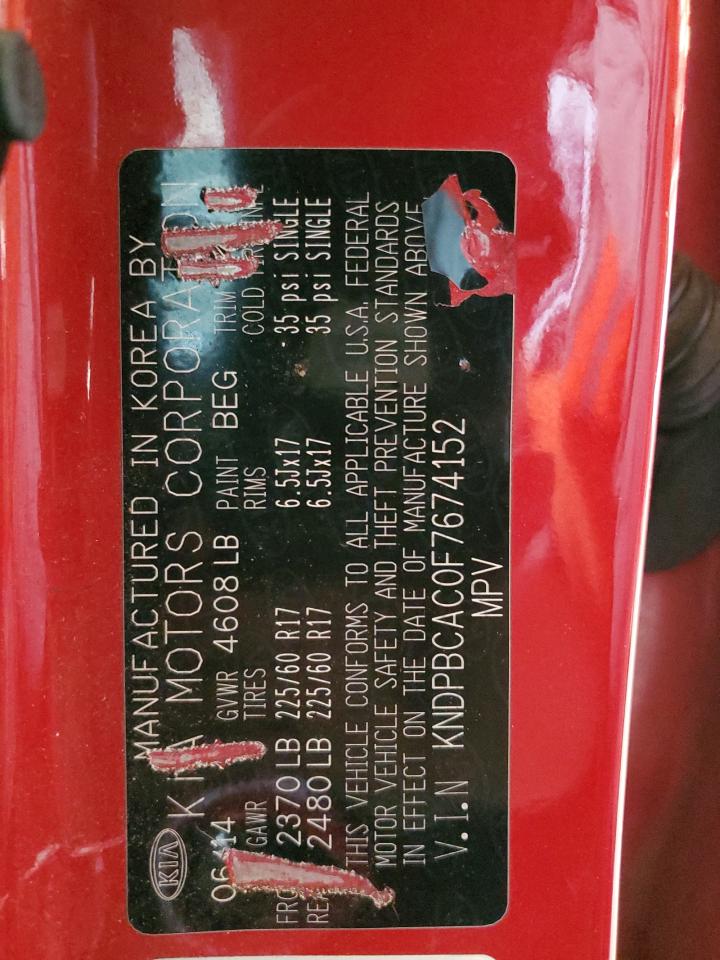 MANUFACTURED IN KOREA BY
KIA KIA MOTORS CORPORATION
06/14 GVWR 4608 LB PAINT BEG TRIM
GAWR TIRES RIMS COLD
2370 LB 225/60 R17 6.5Jx17 35 psi SINGLE
2480 LB 225/60 R17 6.5Jx17 35 psi SINGLE
THIS VEHICLE CONFORMS TO ALL APPLICABLE U.S.A. FEDERAL
MOTOR VEHICLE SAFETY AND THEFT PREVENTION STANDARDS
IN EFFECT ON THE DATE OF MANUFACTURE SHOWN ABOVE
V.I.N KNDPBCAC0F7674152
MPV